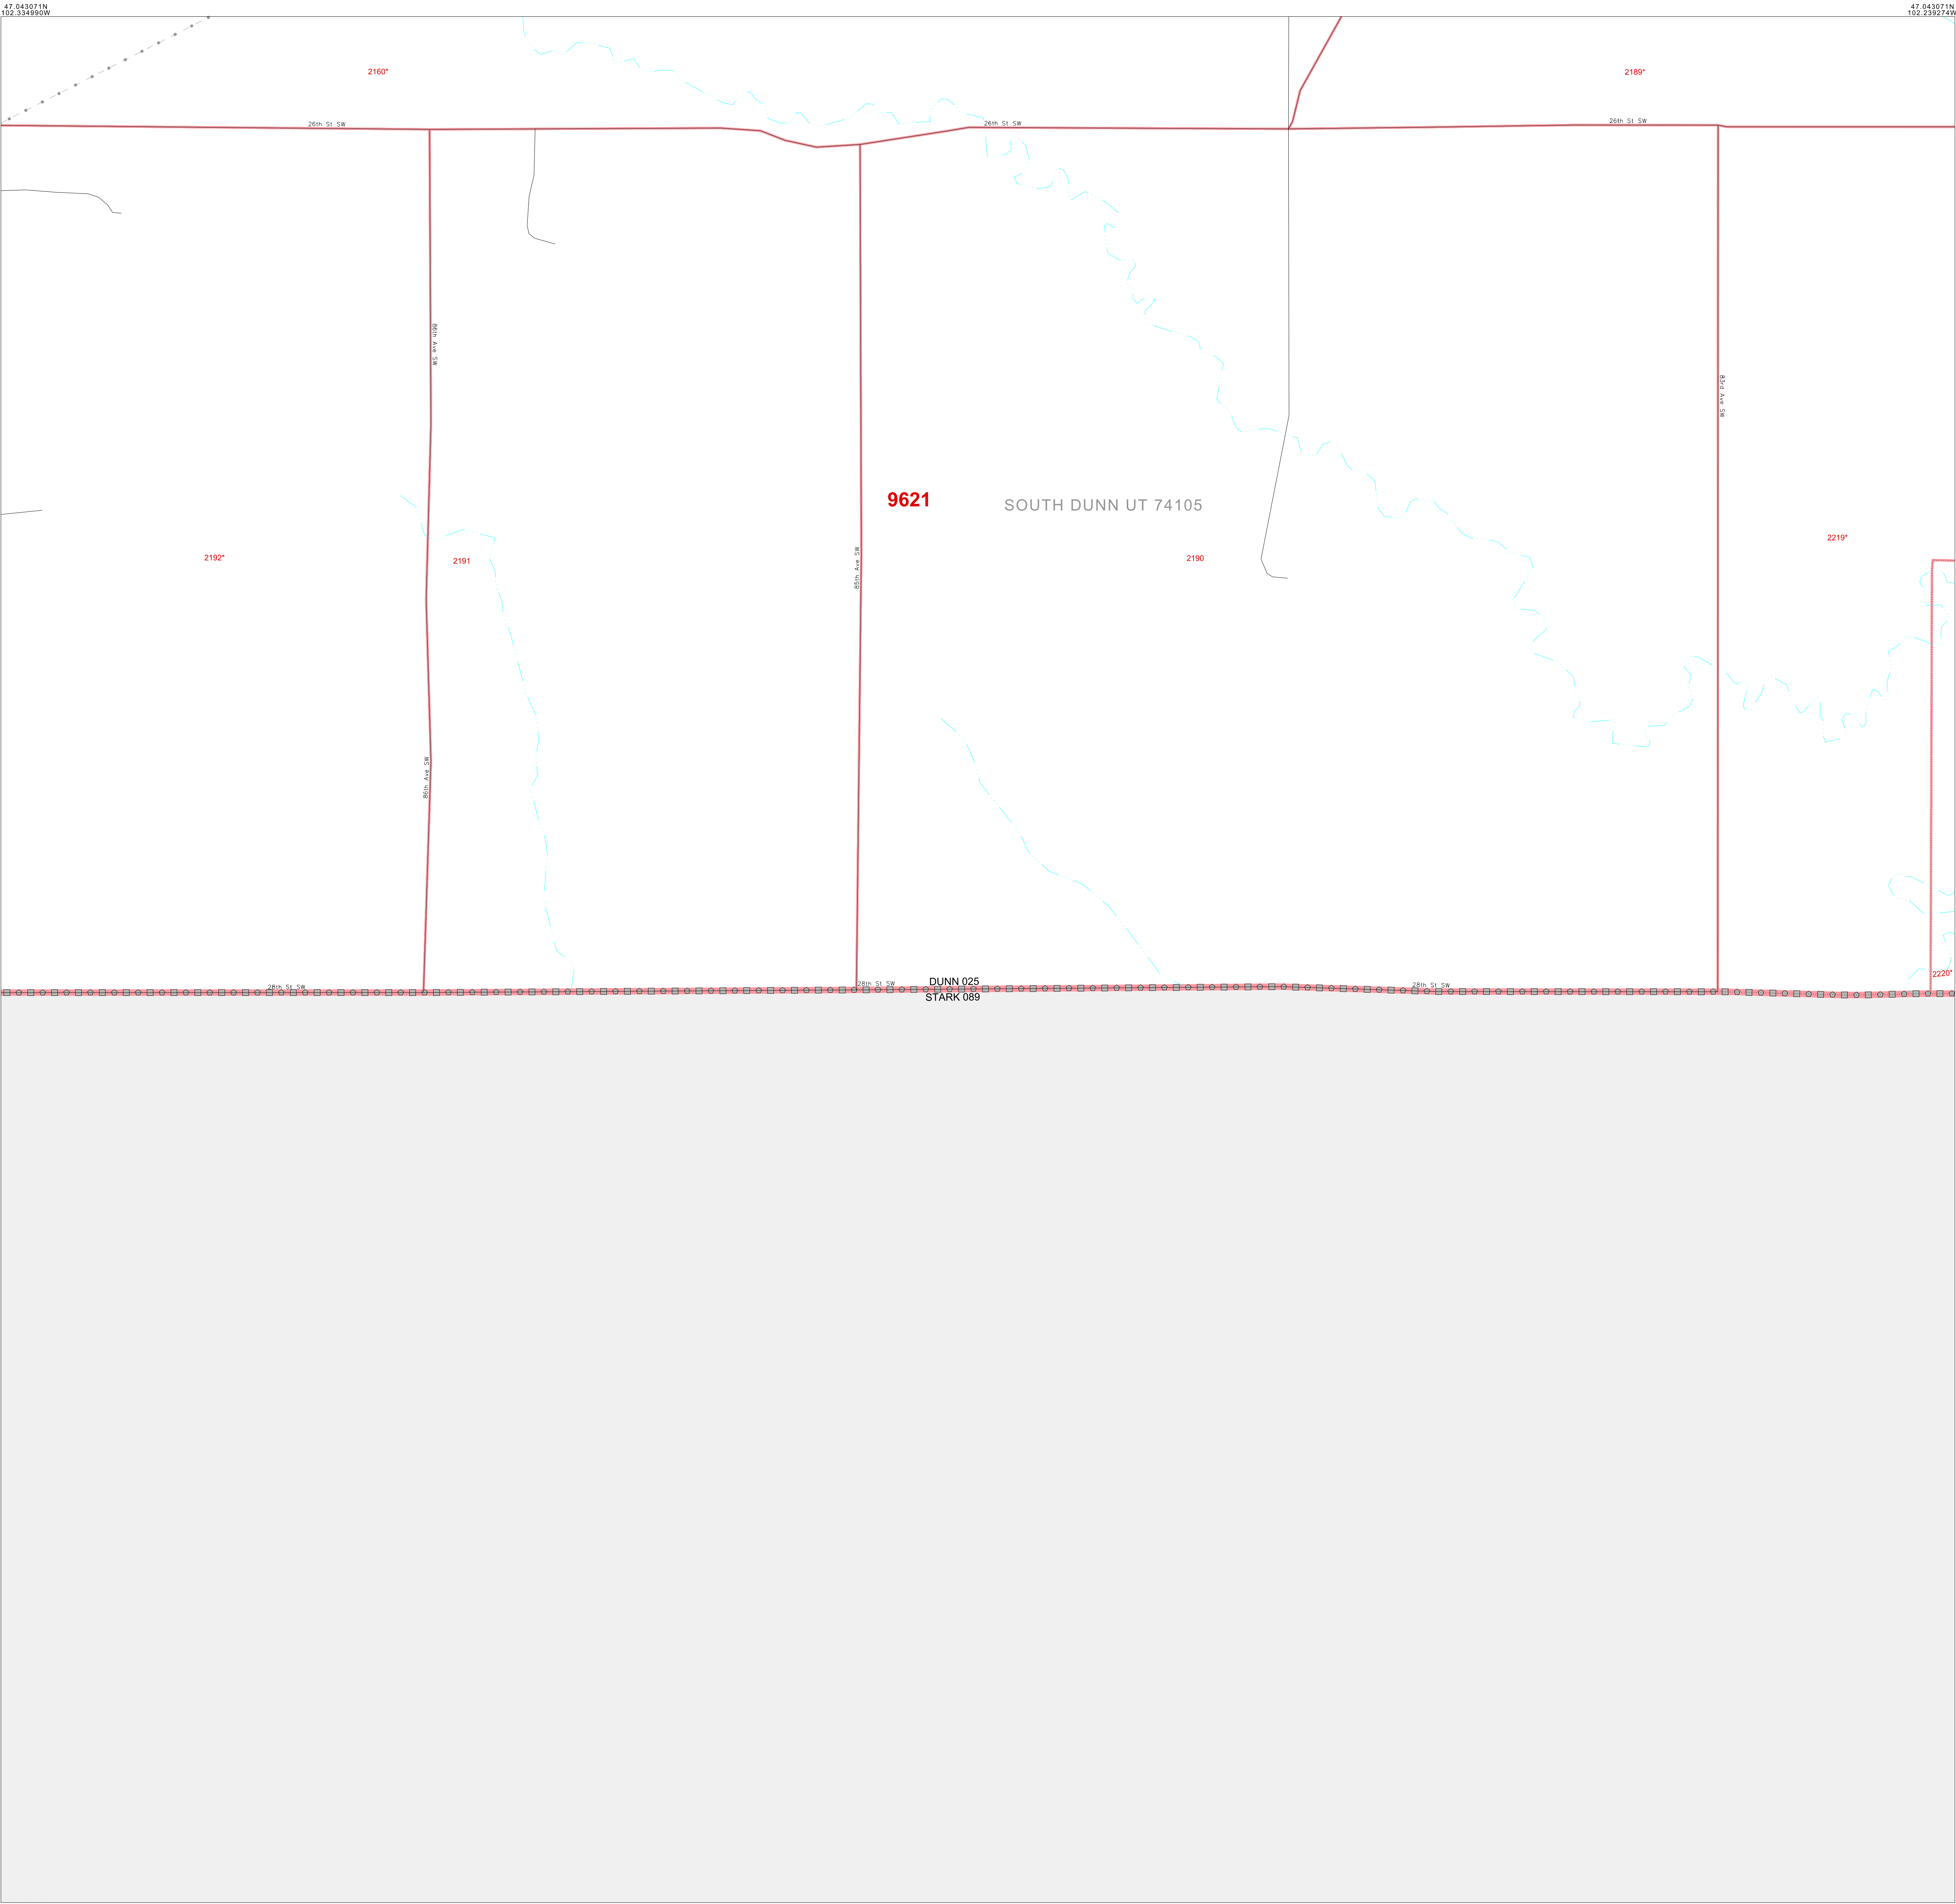 47.043071N
102.334990W
47.043071N
102.239274W
2160*
2189*
26th St SW
26th St SW
26th St SW
86th Ave SW
83rd Ave SW
9621
SOUTH DUNN UT 74105
2192*
2191
85th Ave SW
2190
2219*
86th Ave SW
2220*
28th St SW
28th St SW
DUNN 025
28th St SW
STARK 089